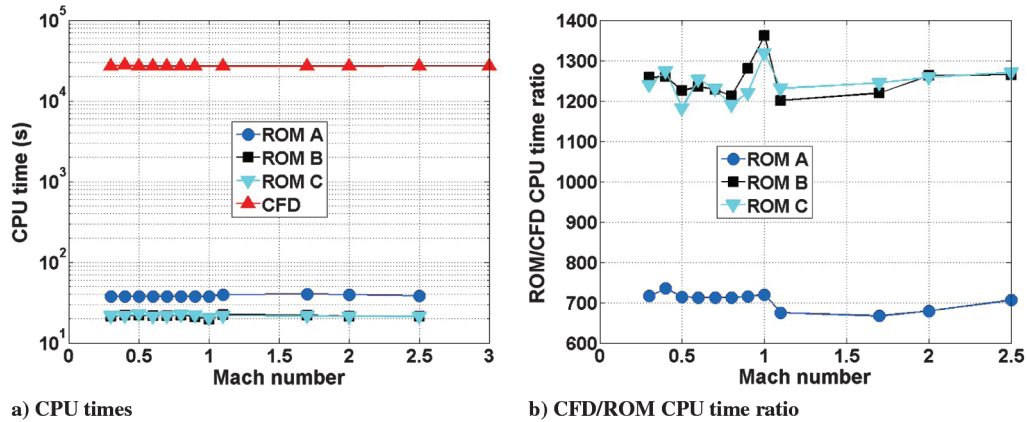 CPU time (s)
10^5
10^4
10^3
10^2
10^1
ROM A
ROM B
ROM C
CFD
0 0.5 1 1.5 2 2.5 3
Mach number
a) CPU times
ROM/CFD CPU time ratio
1400
1300
1200
1100
1000
900
800
700
600
ROM A
ROM B
ROM C
0 0.5 1 1.5 2 2.5
Mach number
b) CFD/ROM CPU time ratio